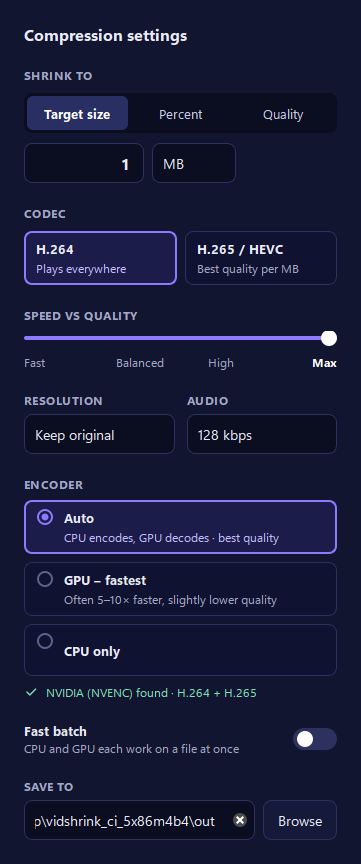 Compression settings
SHRINK TO
Target size Percent Quality
1 MB
CODEC
H.264 H.265 / HEVC
Plays everywhere Best quality per MB
SPEED VS QUALITY
Fast Balanced High Max
RESOLUTION AUDIO
Keep original 128 kbps
ENCODER
Auto
CPU encodes, GPU decodes · best quality
GPU – fastest
Often 5–10× faster, slightly lower quality
CPU only
NVIDIA (NVENC) found · H.264 + H.265
Fast batch
CPU and GPU each work on a file at once
SAVE TO
p\vidshrink_ci_5x86m4b4\out Browse